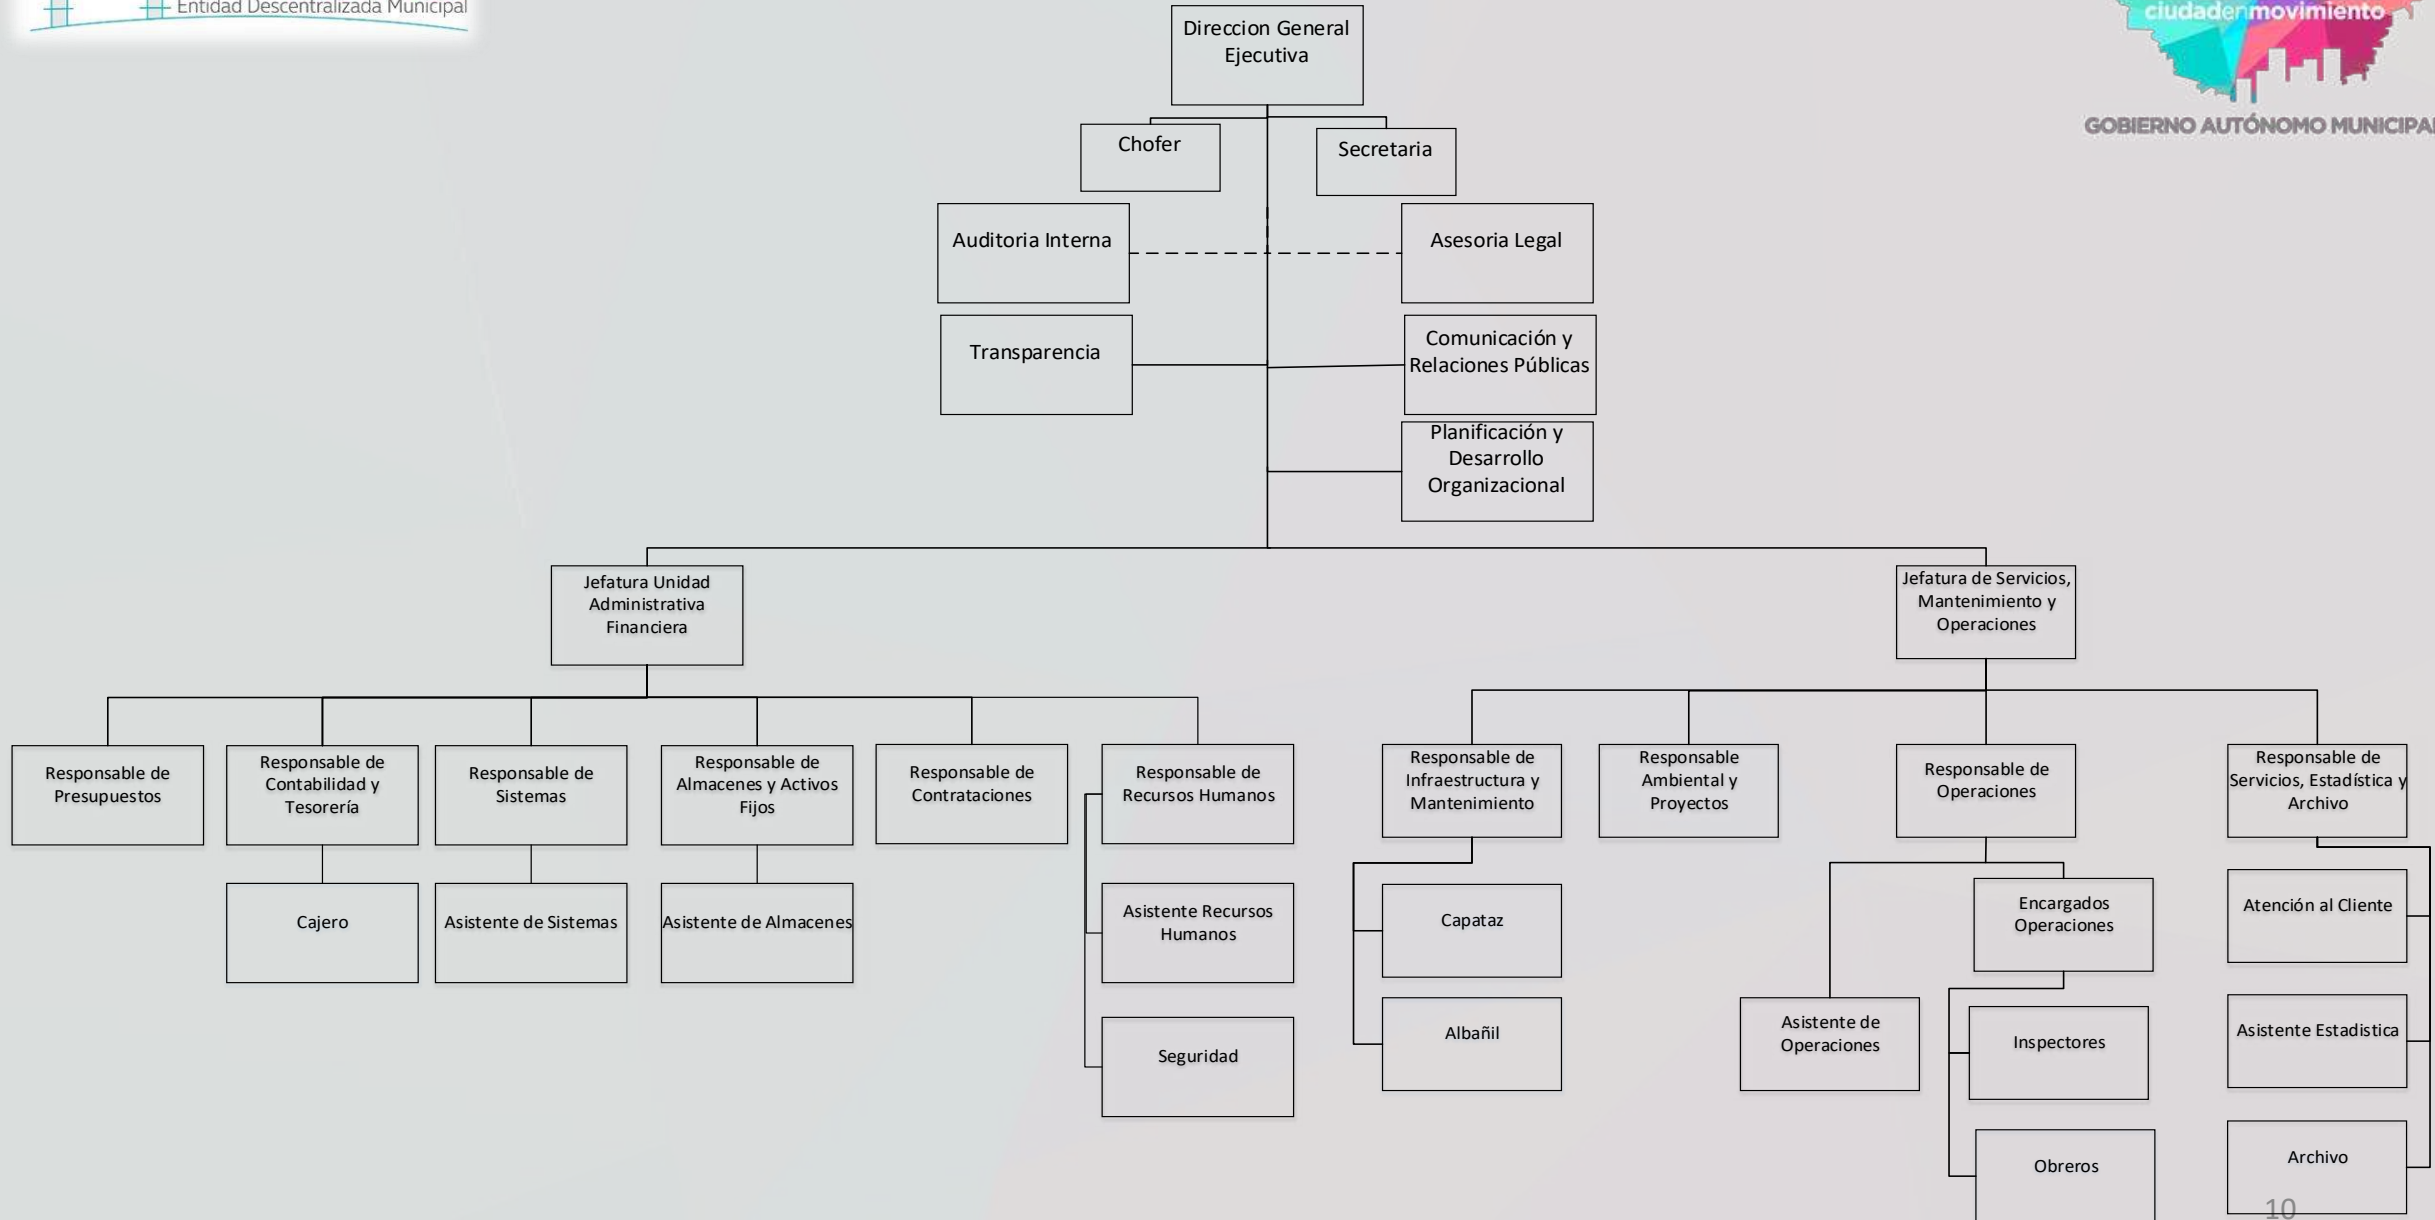 Entidad Descentralizada Municipal
ciudadenmovimiento
GOBIERNO AUTÓNOMO MUNICIPAL
Direccion General
Ejecutiva
Chofer
Secretaria
Auditoria Interna
Asesoria Legal
Transparencia
Comunicación y
Relaciones Públicas
Planificación y
Desarrollo
Organizacional
Jefatura Unidad
Administrativa
Financiera
Jefatura de Servicios,
Mantenimiento y
Operaciones
Responsable de
Presupuestos
Responsable de
Contabilidad y
Tesorería
Responsable de
Sistemas
Responsable de
Almacenes y Activos
Fijos
Responsable de
Contrataciones
Responsable de
Recursos Humanos
Responsable de
Infraestructura y
Mantenimiento
Responsable
Ambiental y
Proyectos
Responsable de
Operaciones
Responsable de
Servicios, Estadística y
Archivo
Cajero
Asistente de Sistemas
Asistente de Almacenes
Asistente Recursos
Humanos
Capataz
Encargados
Operaciones
Atención al Cliente
Seguridad
Albañil
Asistente de
Operaciones
Inspectores
Asistente Estadistica
Obreros
Archivo
10